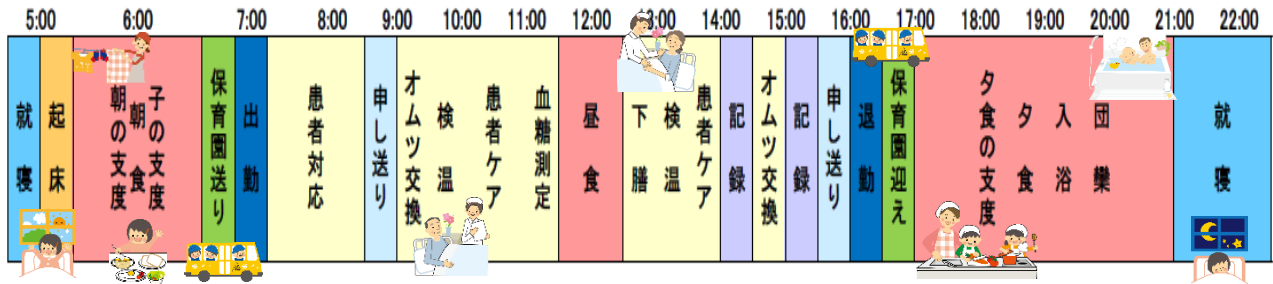 5:00 6:00 7:00 8:00 9:00 10:00 11:00 12:00 13:00 14:00 15:00 16:00 17:00 18:00 19:00 20:00 21:00 22:00
就寝
起床
朝の支度
朝食
子の支度
保育園送り
出勤
患者対応
申し送り
オムツ交換
検温
患者ケア
血糖測定
昼食
下膳
検温
患者ケア
記録
オムツ交換
記録
申し送り
退勤
保育園迎え
夕食の支度
夕食
入浴
団欒
就寝